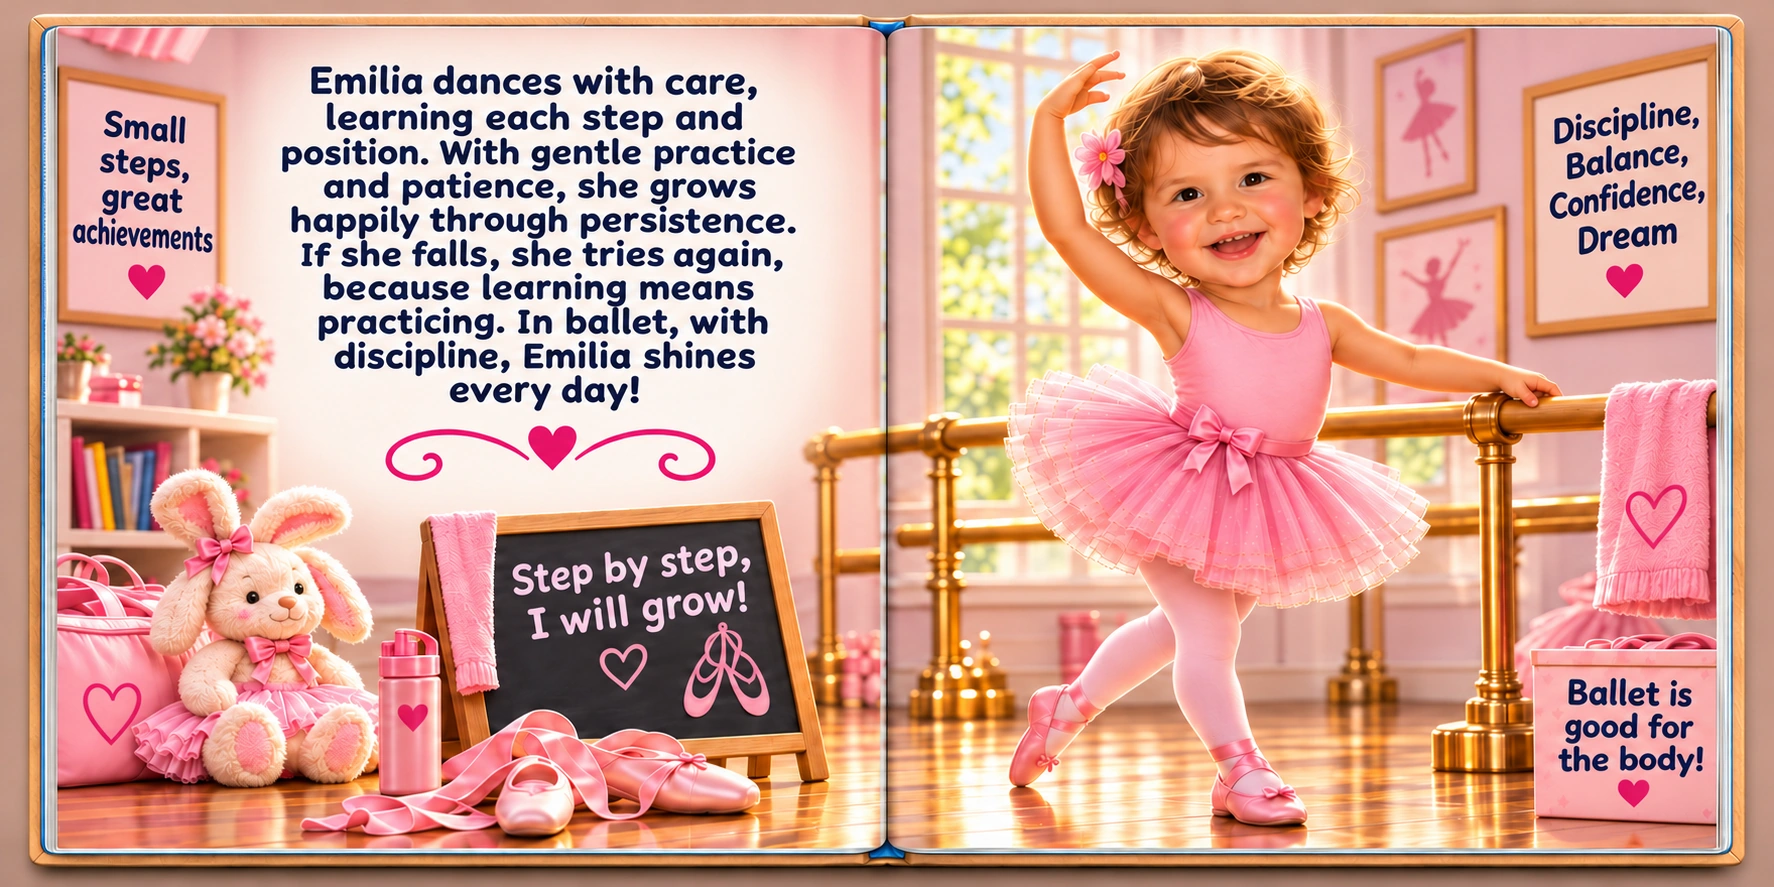 Small
steps,
great
achievements
Emilia dances with care,
learning each step and
position. With gentle practice
and patience, she grows
happily through persistence.
If she falls, she tries again,
because learning means
practicing. In ballet, with
discipline, Emilia shines
every day!
Step by step,
I will grow!
Discipline,
Balance,
Confidence,
Dream
Ballet is
good for
the body!